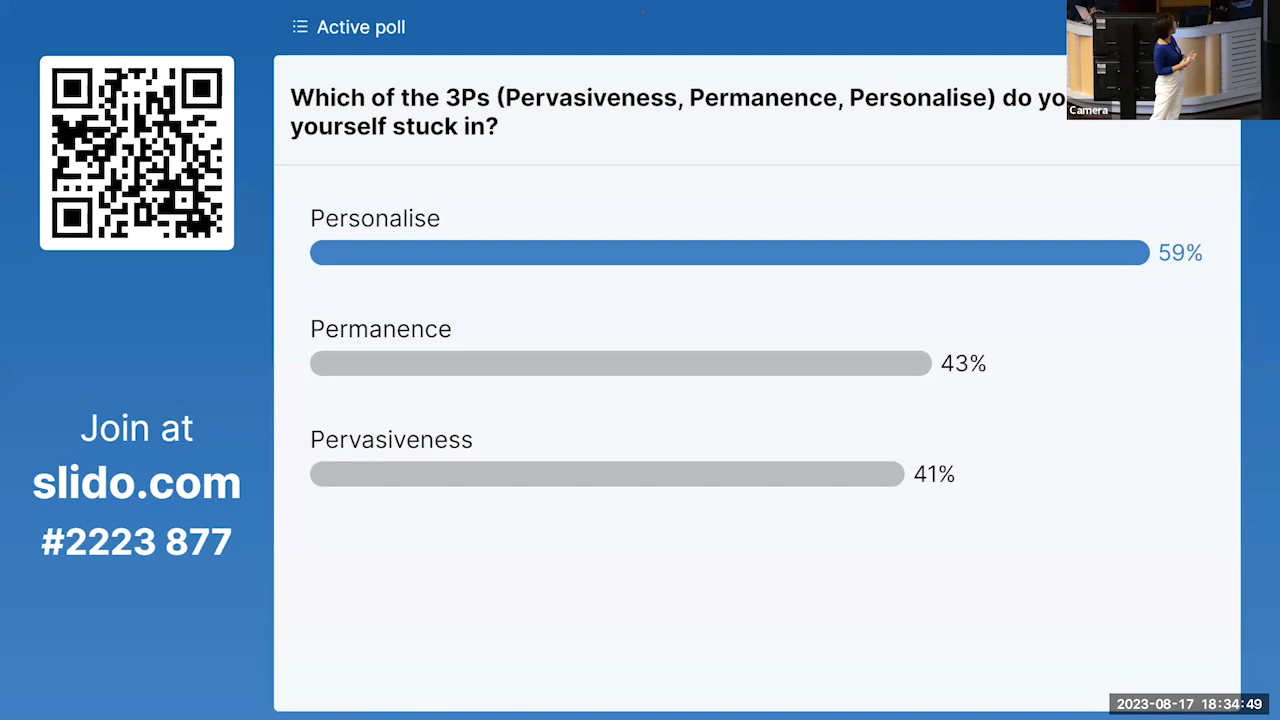 Active poll
Which of the 3Ps (Pervasiveness, Permanence, Personalise) do yo
yourself stuck in?
Personalise
59%
Permanence
43%
Pervasiveness
41%
Join at
slido.com
#2223 877
Camera
2023-08-17 18:34:49